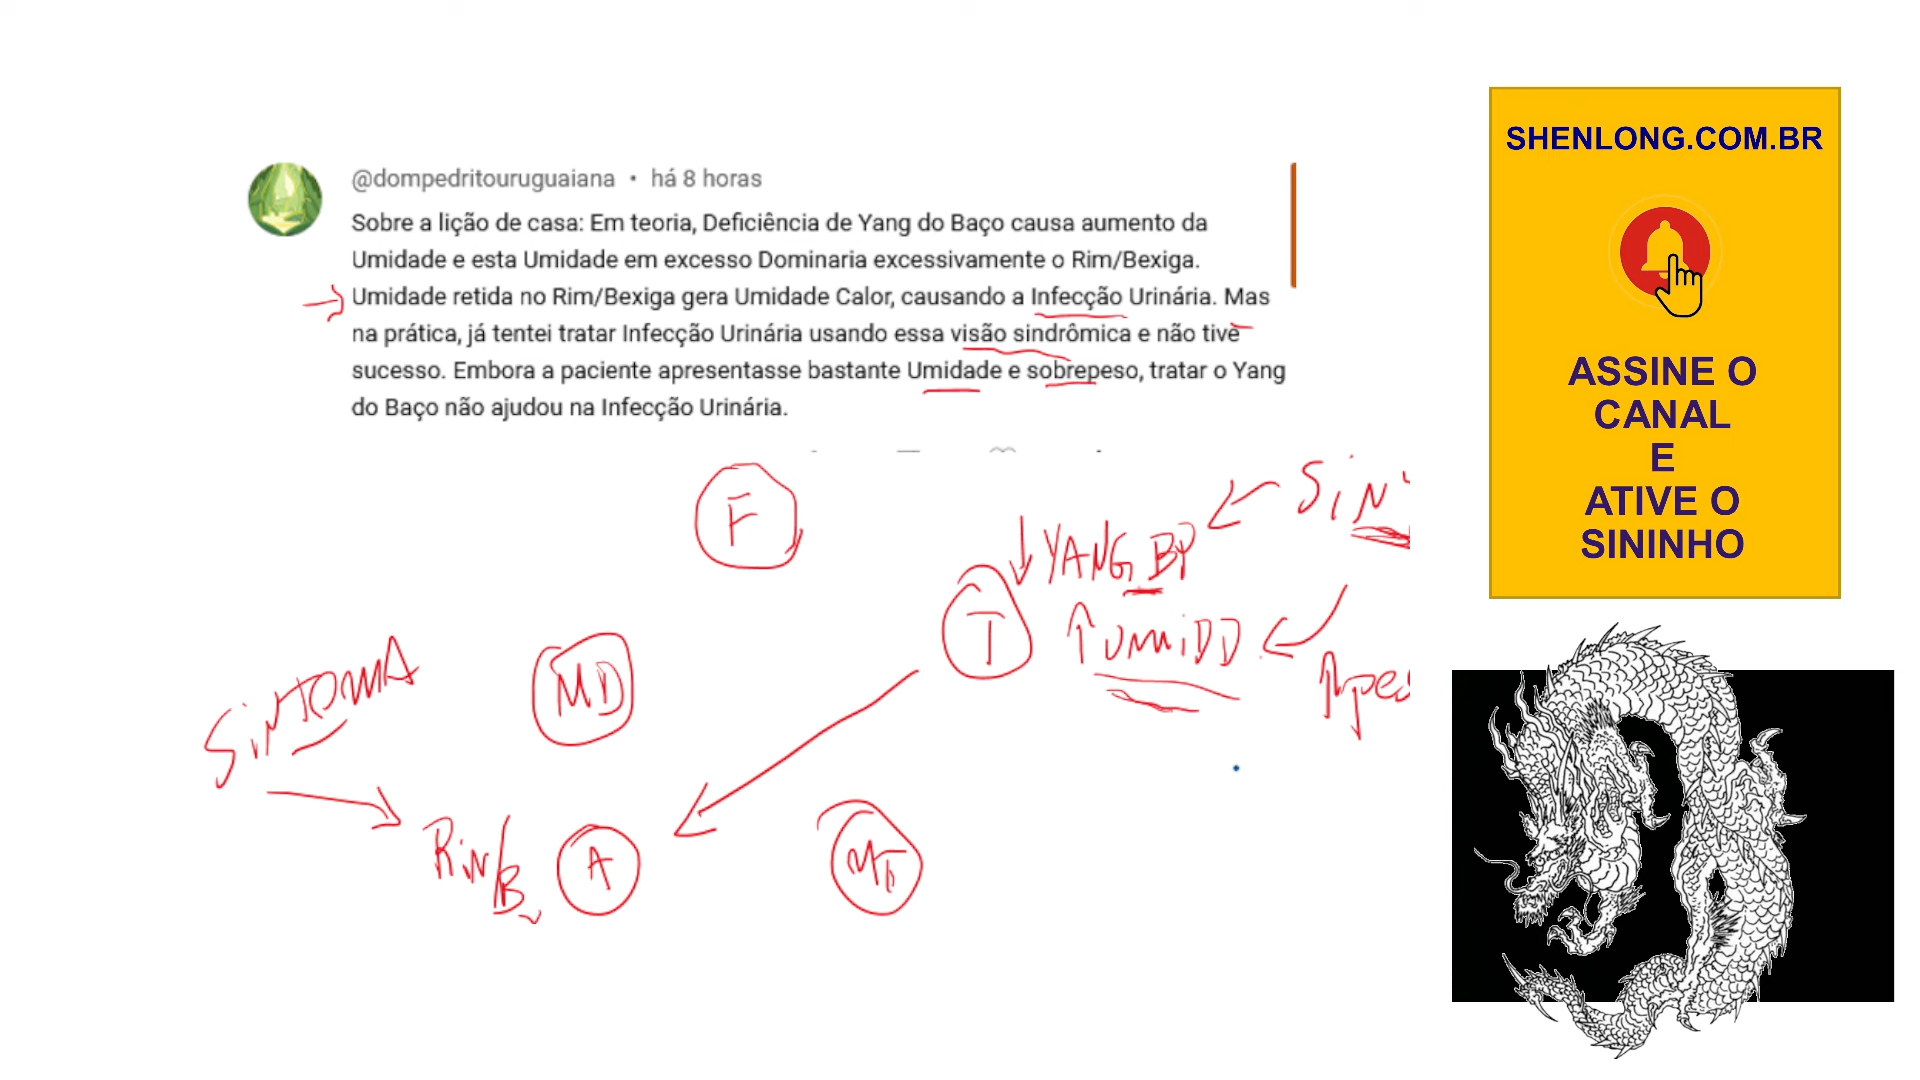 @dompedritouruguaiana • há 8 horas
Sobre a lição de casa: Em teoria, Deficiência de Yang do Baço causa aumento da
Umidade e esta Umidade em excesso Dominaria excessivamente o Rim/Bexiga.
Umidade retida no Rim/Bexiga gera Umidade Calor, causando a Infecção Urinária. Mas
na prática, já tentei tratar Infecção Urinária usando essa visão sindrômica e não tive
sucesso. Embora a paciente apresentasse bastante Umidade e sobrepeso, tratar o Yang
do Baço não ajudou na Infecção Urinária.
SHENLONG.COM.BR
ASSINE O
CANAL
E
ATIVE O
SININHO
F
SIN
↓ YANG BP
T
↑ UMIDD
SINTOMA
MD
RIN/B
A
MT